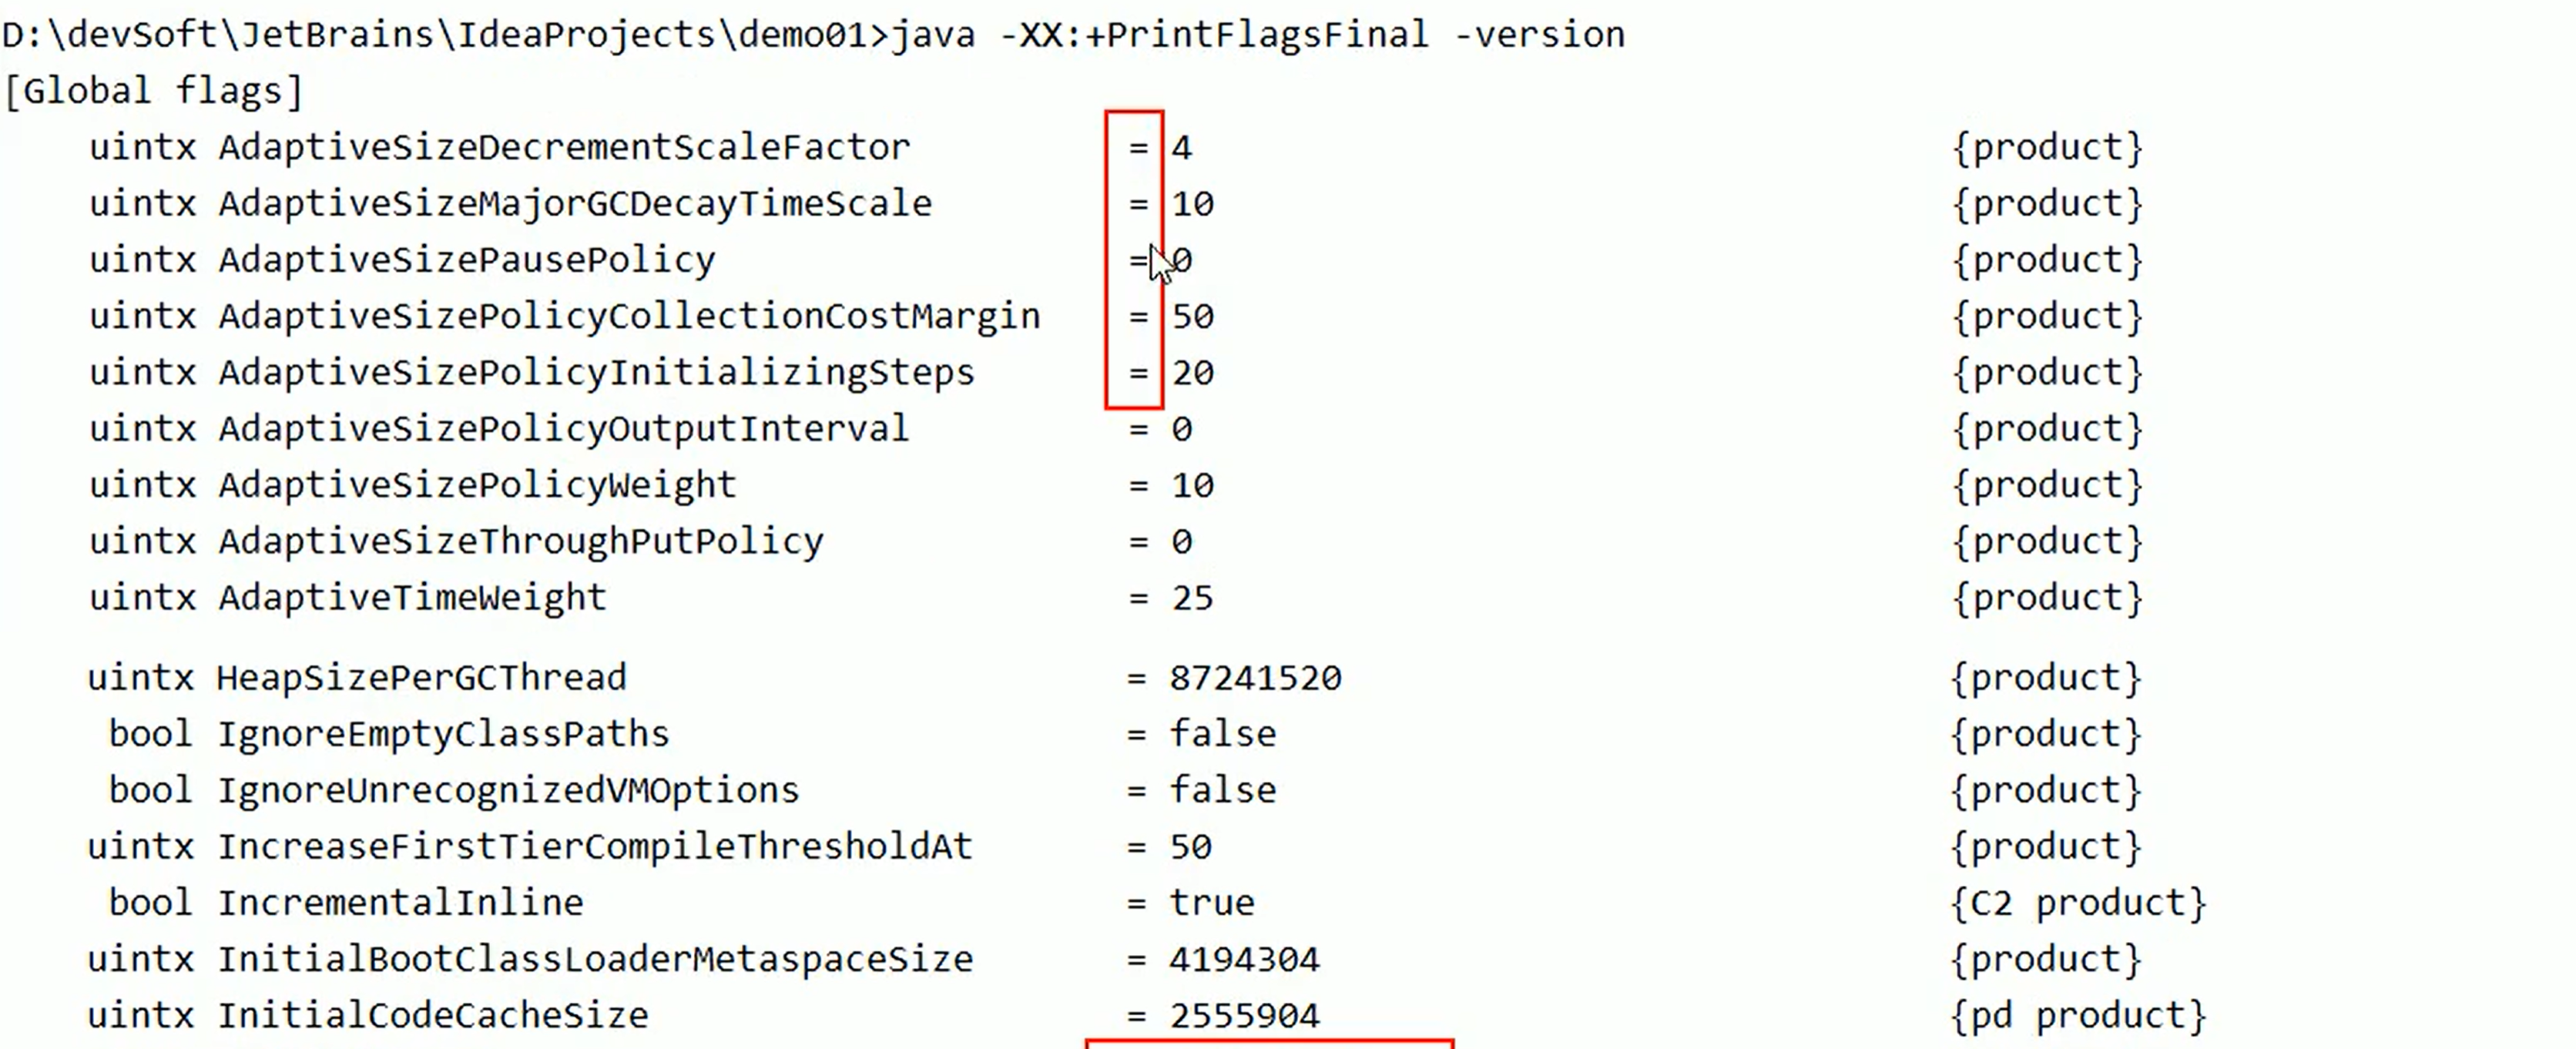 D:\devSoft\JetBrains\IdeaProjects\demo01>java -XX:+PrintFlagsFinal -version
[Global flags]
uintx AdaptiveSizeDecrementScaleFactor = 4 {product}
uintx AdaptiveSizeMajorGCDecayTimeScale = 10 {product}
uintx AdaptiveSizePausePolicy = 0 {product}
uintx AdaptiveSizePolicyCollectionCostMargin = 50 {product}
uintx AdaptiveSizePolicyInitializingSteps = 20 {product}
uintx AdaptiveSizePolicyOutputInterval = 0 {product}
uintx AdaptiveSizePolicyWeight = 10 {product}
uintx AdaptiveSizeThroughPutPolicy = 0 {product}
uintx AdaptiveTimeWeight = 25 {product}
uintx HeapSizePerGCThread = 87241520 {product}
bool IgnoreEmptyClassPaths = false {product}
bool IgnoreUnrecognizedVMOptions = false {product}
uintx IncreaseFirstTierCompileThresholdAt = 50 {product}
bool IncrementalInline = true {C2 product}
uintx InitialBootClassLoaderMetaspaceSize = 4194304 {product}
uintx InitialCodeCacheSize = 2555904 {pd product}